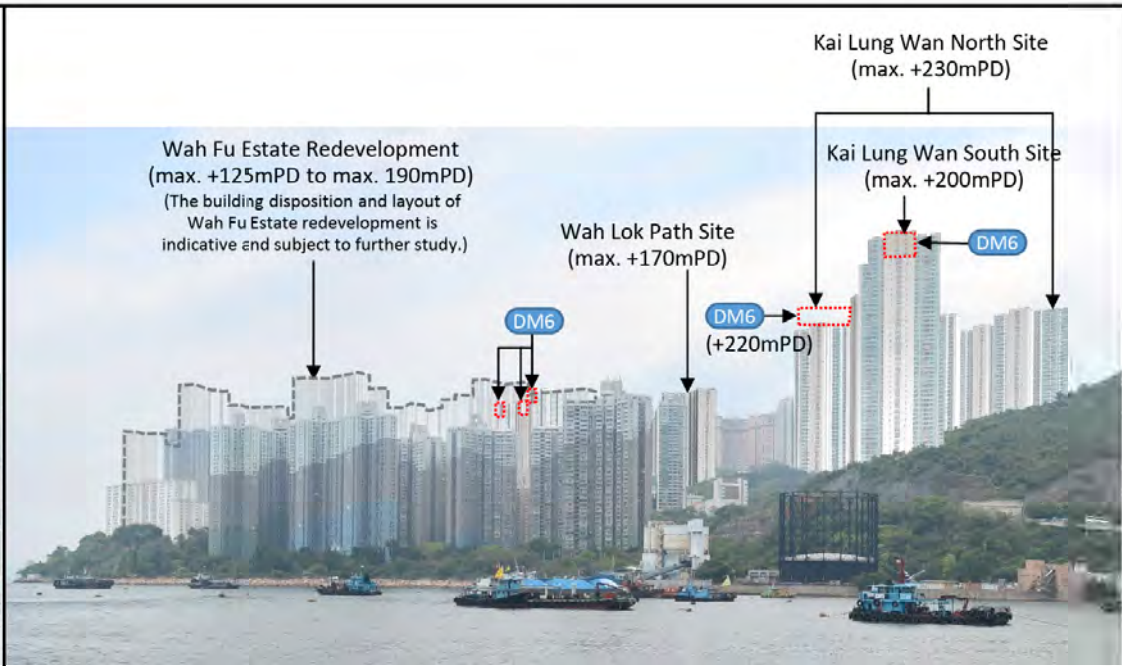 Kai Lung Wan North Site
(max. +230mPD)
Wah Fu Estate Redevelopment
(max. +125mPD to max. 190mPD)
(The building disposition and layout of
Wah Fu Estate redevelopment is
indicative and subject to further study.)
Kai Lung Wan South Site
(max. +200mPD)
Wah Lok Path Site
(max. +170mPD)
DM6
DM6
DM6
(+220mPD)